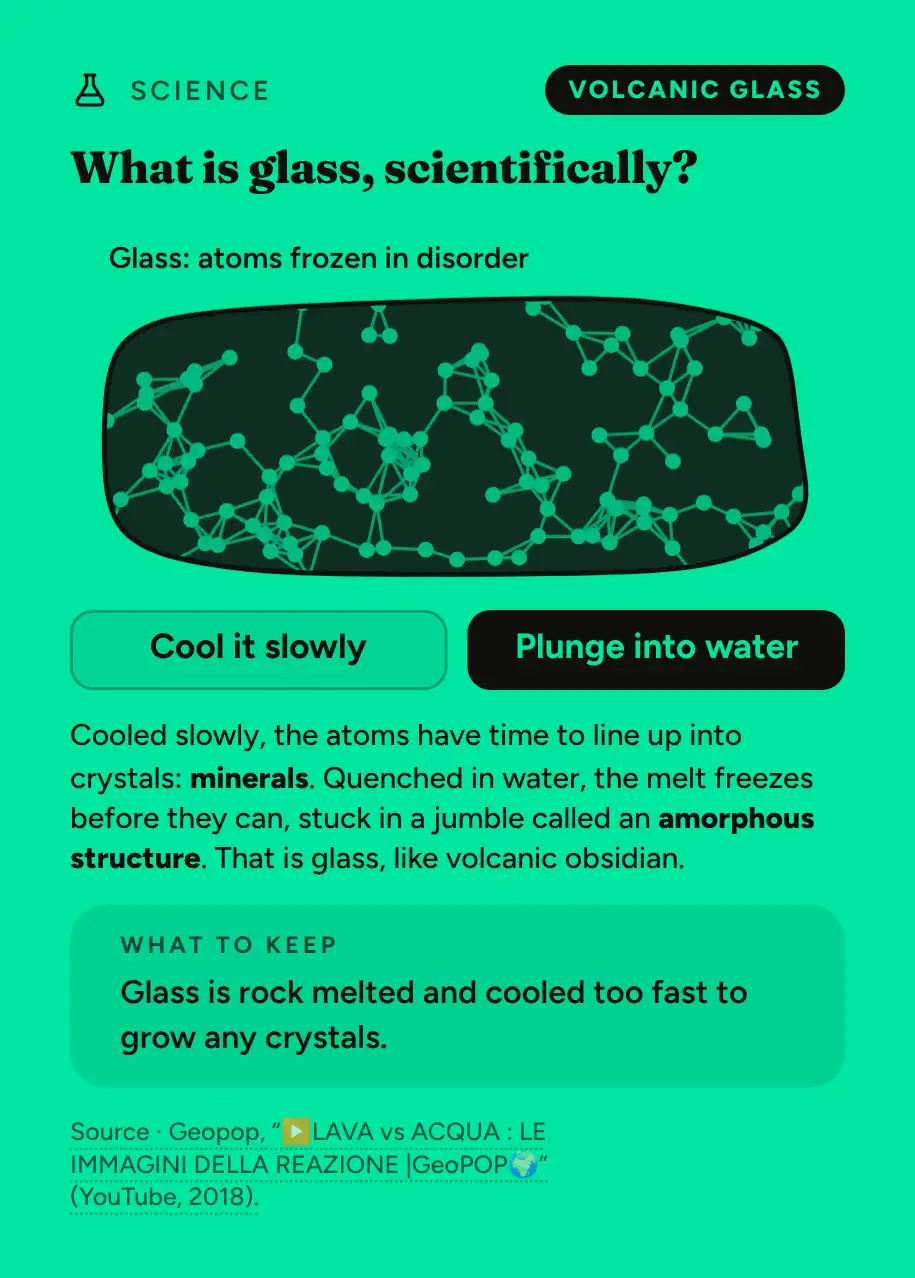 SCIENCE
VOLCANIC GLASS
What is glass, scientifically?
Glass: atoms frozen in disorder
Cool it slowly
Plunge into water
Cooled slowly, the atoms have time to line up into
crystals: minerals. Quenched in water, the melt freezes
before they can, stuck in a jumble called an amorphous
structure. That is glass, like volcanic obsidian.
WHAT TO KEEP
Glass is rock melted and cooled too fast to
grow any crystals.
Source · Geopop, “▶️LAVA vs ACQUA : LE
IMMAGINI DELLA REAZIONE |GeoPOP🌍”
(YouTube, 2018).